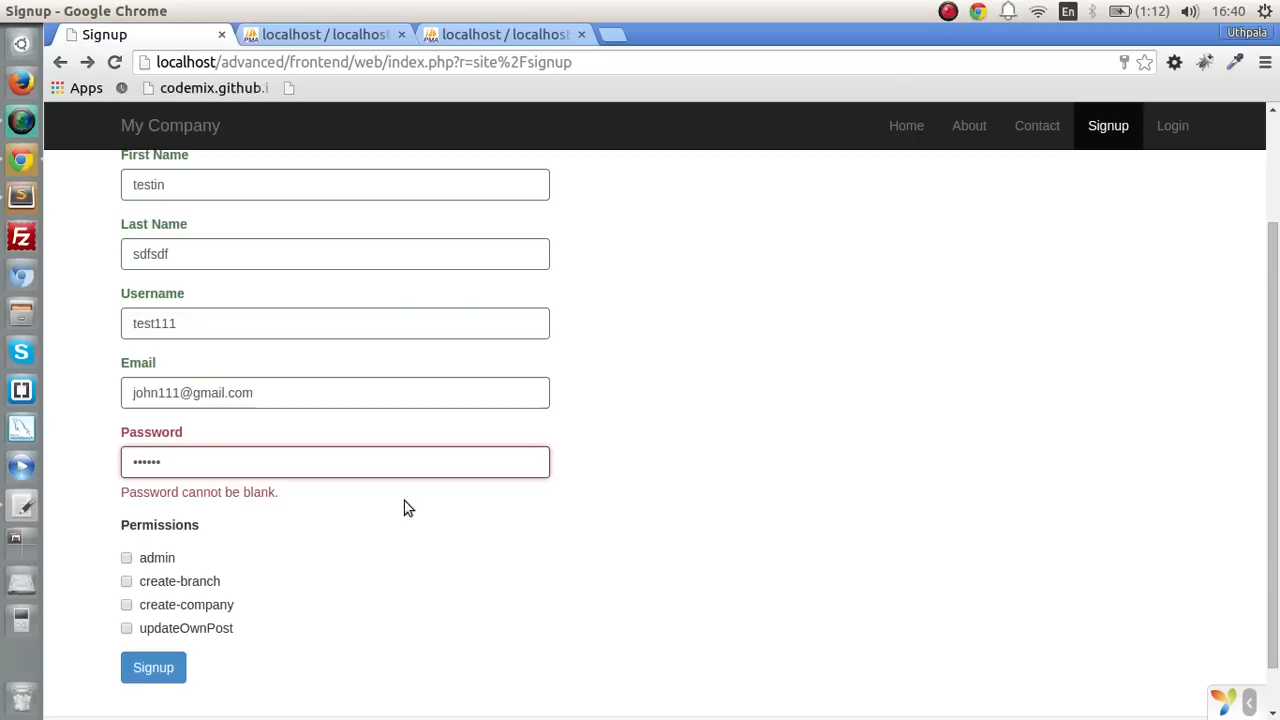 Signup - Google Chrome
En
(1:12)
16:40
Signup
localhost / localhost
localhost / localhost
Uthpala
localhost/advanced/frontend/web/index.php?r=site%2Fsignup
Apps
codemix.github.i
My Company
Home
About
Contact
Signup
Login
First Name
testin
Last Name
sdfsdf
Username
test111
Email
john111@gmail.com
Password
••••••
Password cannot be blank.
Permissions
admin
create-branch
create-company
updateOwnPost
Signup